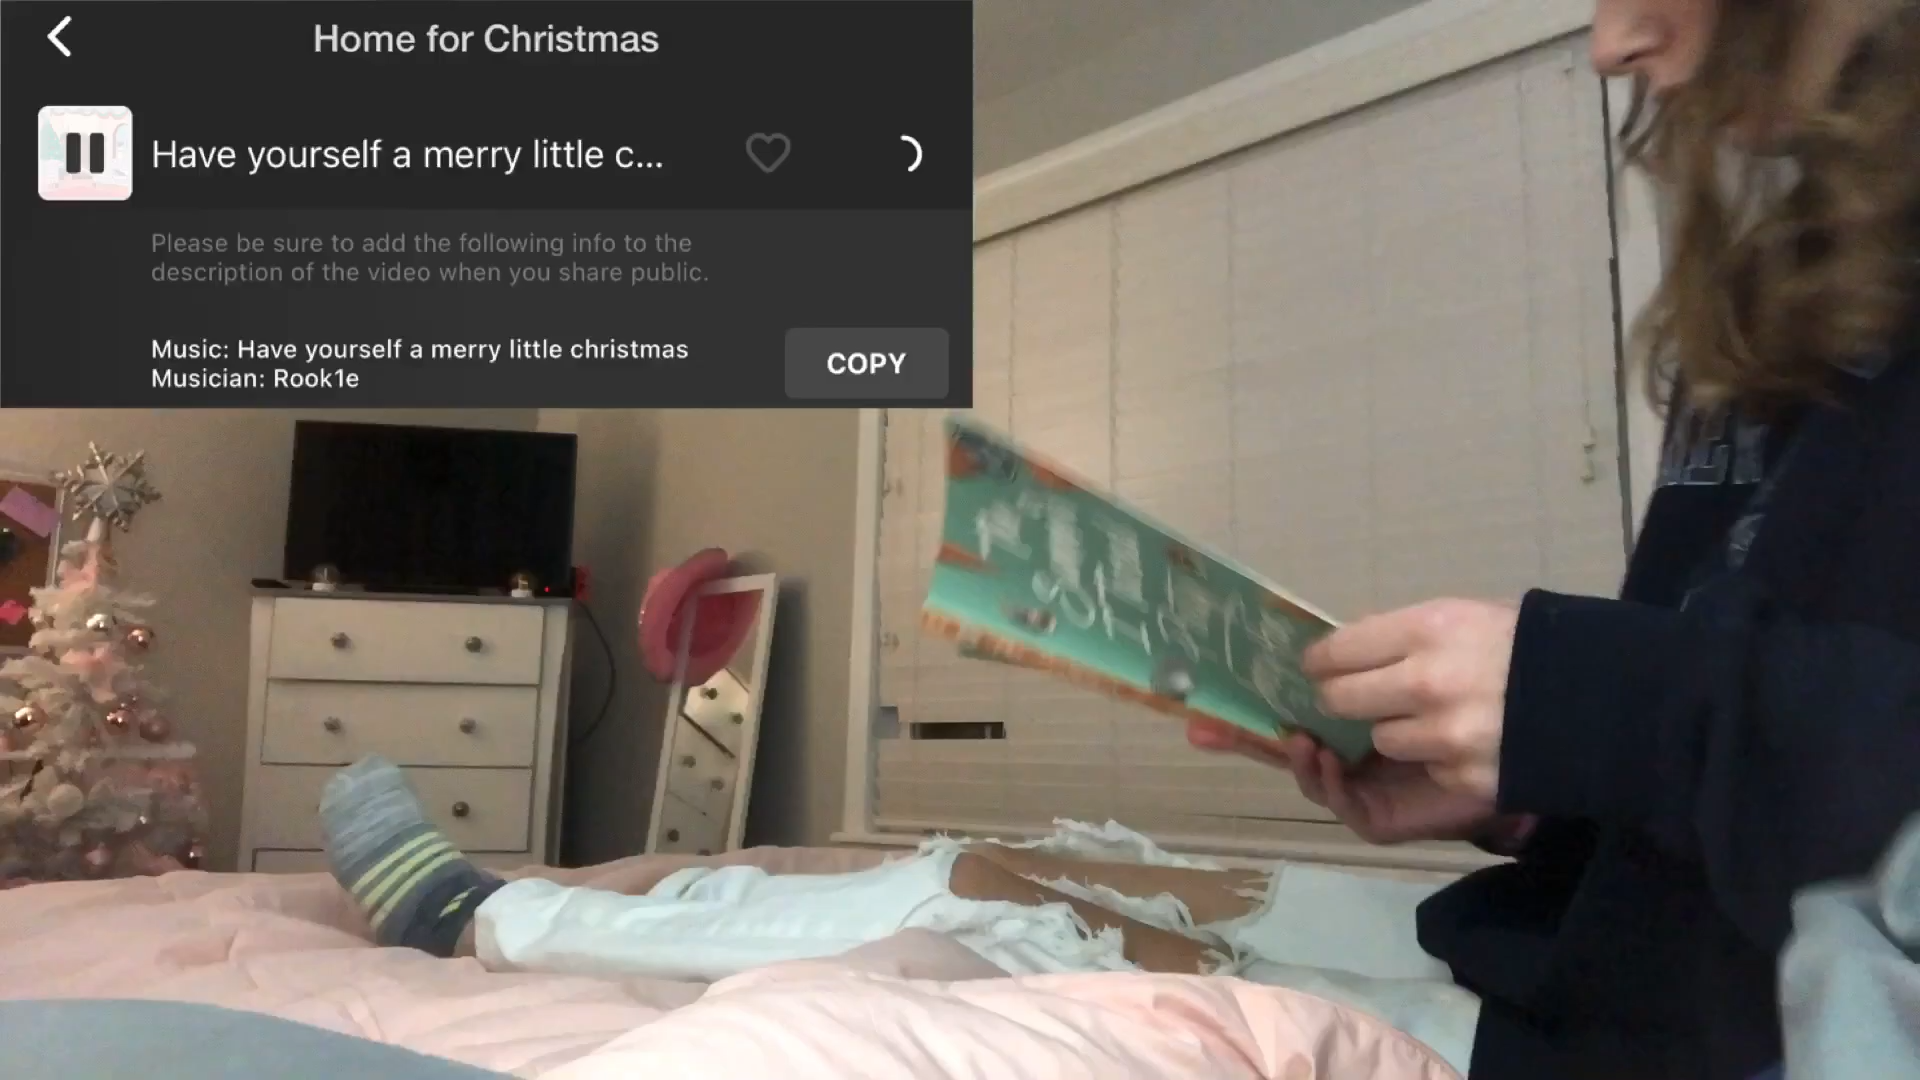 Home for Christmas
Have yourself a merry little c...
Please be sure to add the following info to the
description of the video when you share public.
Music: Have yourself a merry little christmas
Musician: Rook1e
COPY